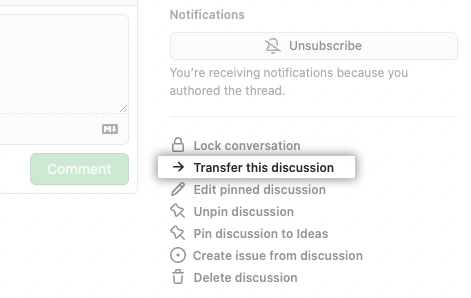 Notifications
Unsubscribe
You're receiving notifications because you
authored the thread.
M↓
Comment
Lock conversation
Transfer this discussion
Edit pinned discussion
Unpin discussion
Pin discussion to Ideas
Create issue from discussion
Delete discussion